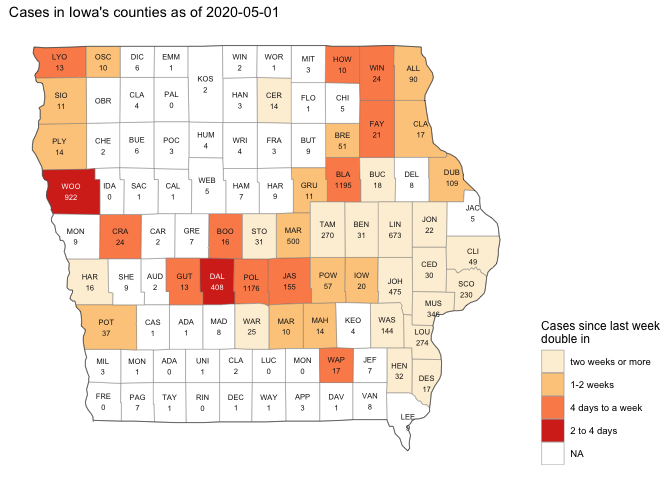 Cases in Iowa's counties as of 2020-05-01
LYO OSC DIC EMM WIN WOR MIT HOW WIN ALL
13 10 6 1 2 1 3 10 24 90
KOS
2
SIO OBR CLA PAL HAN CER FLO CHI FAY CLA
11 4 0 3 14 1 5 21 17
PLY CHE BUE POC HUM WRI FRA BUT BRE
14 2 6 3 4 4 3 9 51
WOO IDA SAC CAL WEB HAM HAR GRU BLA BUC DEL DUB
922 0 1 1 5 7 9 11 1195 18 8 109
JAC
5
MON CRA CAR GRE BOO STO MAR TAM BEN LIN JON
9 24 2 7 16 31 500 270 31 673 22
CLI
49
HAR SHE AUD GUT DAL POL JAS POW IOW JOH CED
16 9 2 13 408 1176 155 57 20 475 30
SCO
230
MUS
346
POT CAS ADA MAD WAR MAR MAH KEO WAS LOU
37 1 1 8 25 10 14 4 144 274
MIL MON ADA UNI CLA LUC MON WAP JEF HEN DES
3 1 0 1 2 0 0 17 7 32 17
FRE PAG TAY RIN DEC WAY APP DAV VAN
0 7 1 0 1 1 3 1 8
LEE
Cases since last week
double in
two weeks or more
1-2 weeks
4 days to a week
2 to 4 days
NA